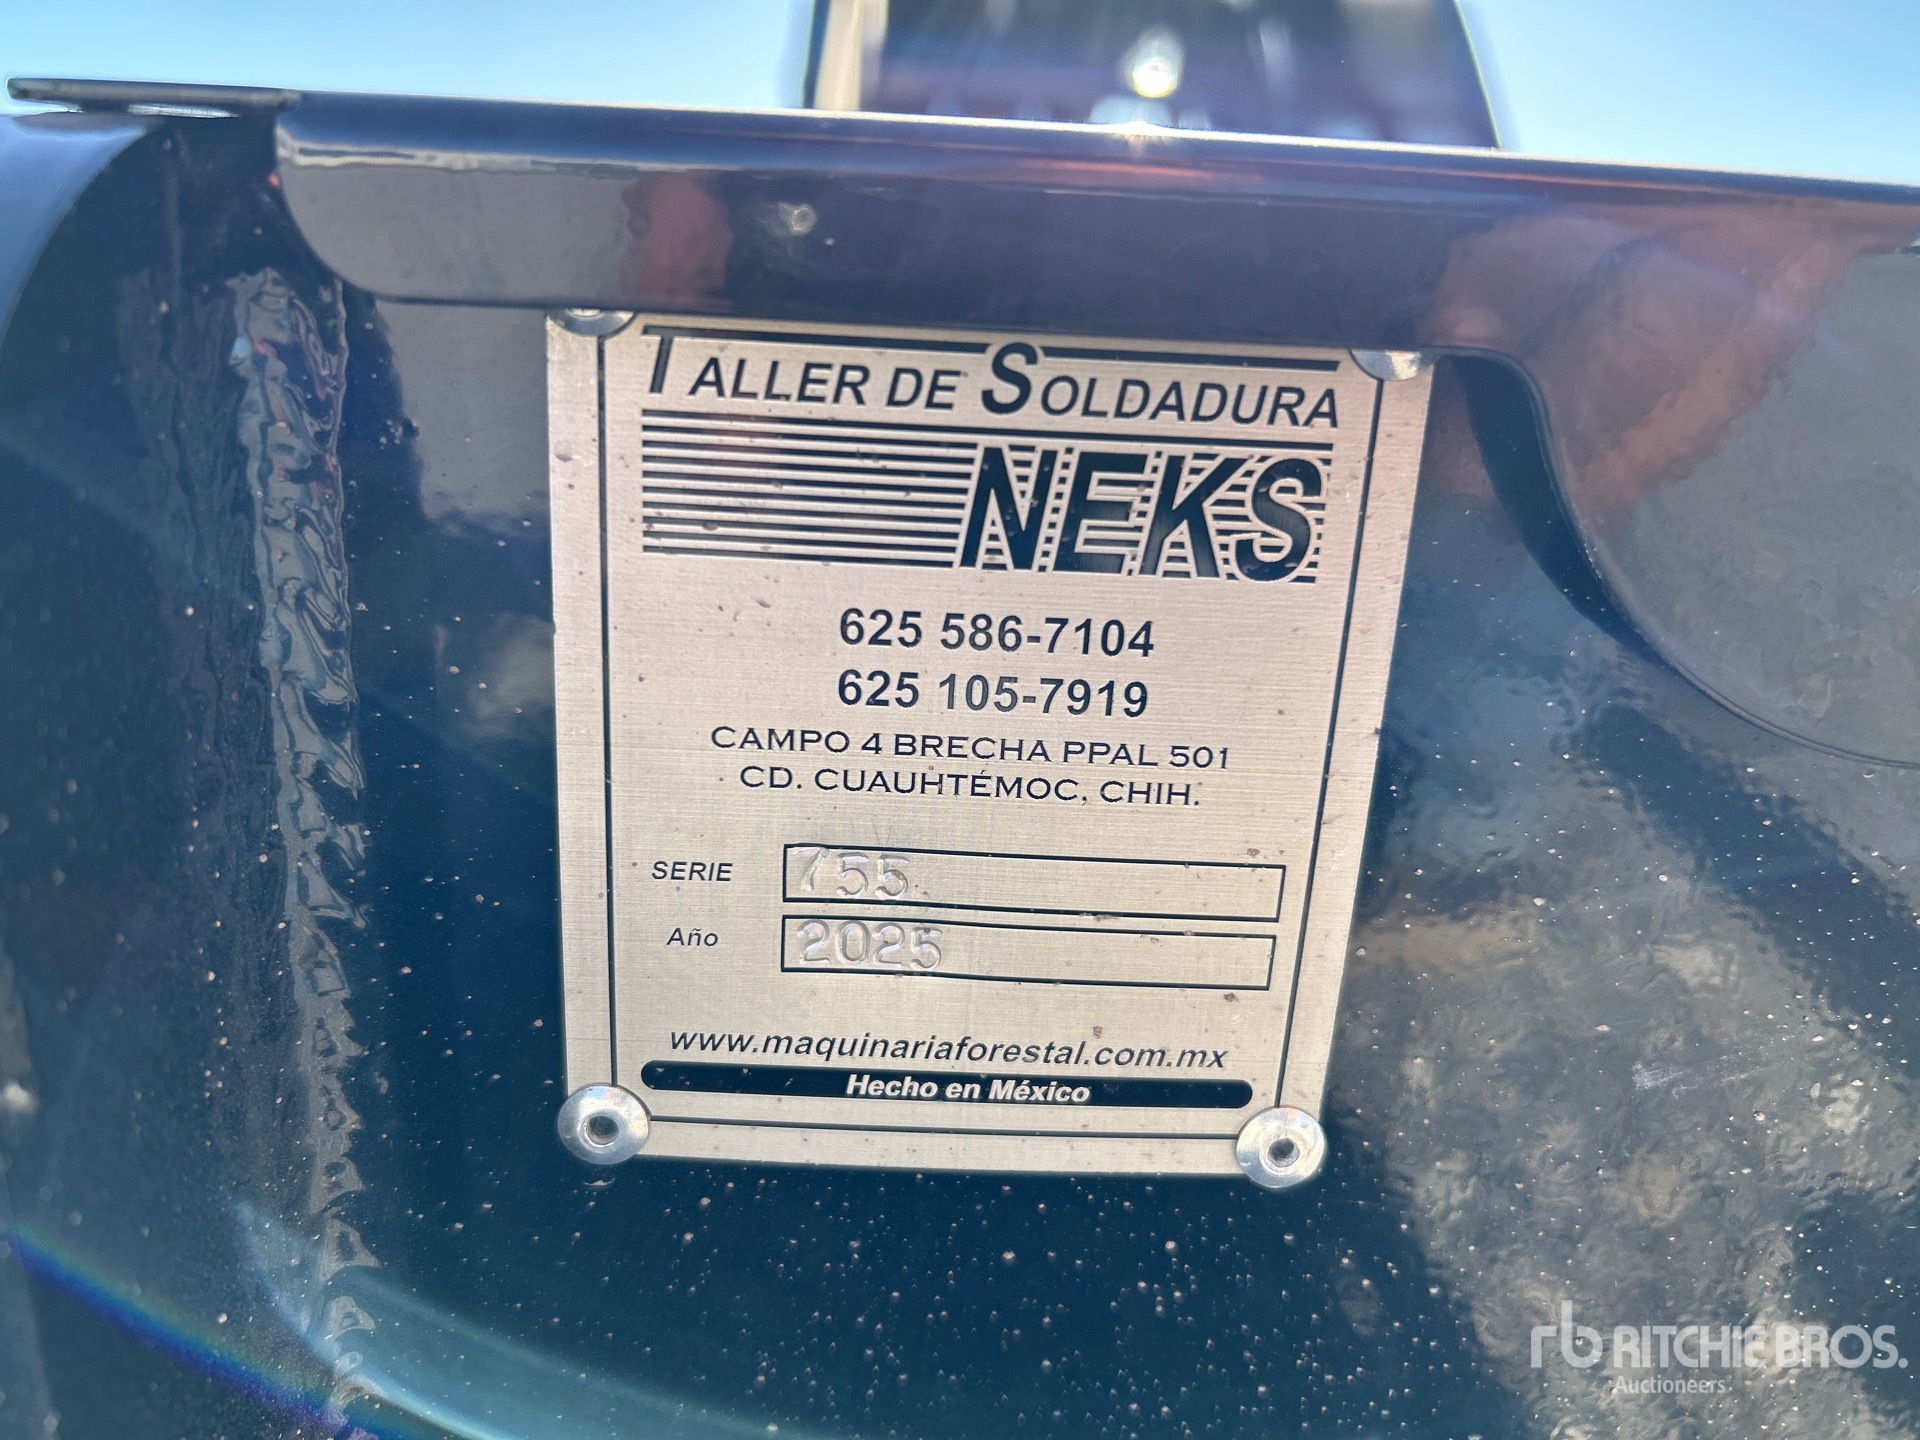 TALLER DE SOLDADURA
NEKS
625 586-7104
625 105-7919
CAMPO 4 BRECHA PPAL 501
CD. CUAUHTÉMOC, CHIH.
SERIE 755
Año 2025
www.maquinariaforestal.com.mx
Hecho en México
rb RITCHIE BROS.
Auctioneers